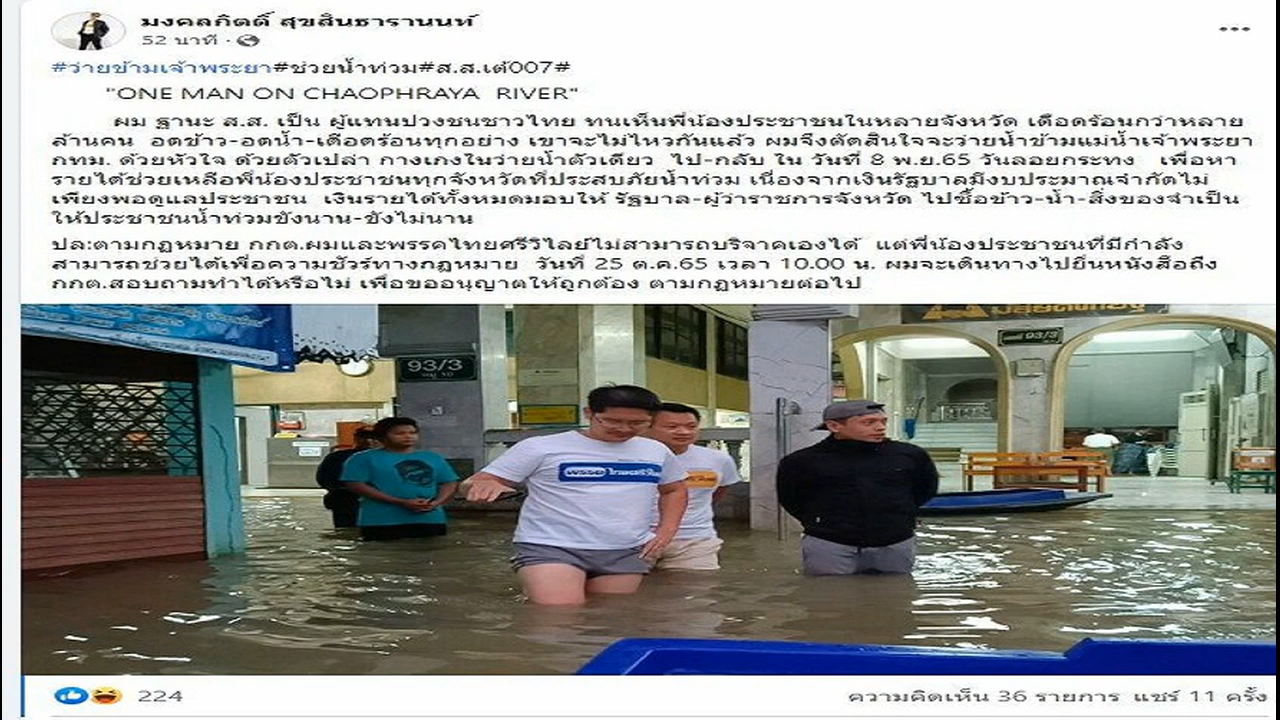 มงคลกิตติ์ สุขสินธารานนท์
52 นาที ·
#ว่ายข้ามเจ้าพระยา#ช่วยน้ำท่วม#ส.ส.เต้007#
"ONE MAN ON CHAOPHRAYA RIVER"
ผม ฐานะ ส.ส. เป็น ผู้แทนปวงชนชาวไทย ทนเห็นพี่น้องประชาชนในหลายจังหวัด เดือดร้อนกว่าหลาย
ล้านคน อดข้าว-อดน้ำ-เดือดร้อนทุกอย่าง เขาจะไม่ไหวกันแล้ว ผมจึงตัดสินใจจะว่ายน้ำข้ามแม่น้ำเจ้าพระยา
กทม. ด้วยหัวใจ ด้วยตัวเปล่า กางเกงในว่ายน้ำตัวเดียว ไป-กลับ ใน วันที่ 8 พ.ย.65 วันลอยกระทง เพื่อหา
รายได้ช่วยเหลือพี่น้องประชาชนทุกจังหวัดที่ประสบภัยน้ำท่วม เนื่องจากเงินรัฐบาลมีงบประมาณจำกัดไม่
เพียงพอดูแลประชาชน เงินรายได้ทั้งหมดมอบให้ รัฐบาล-ผู้ว่าราชการจังหวัด ไปซื้อข้าว-น้ำ-สิ่งของจำเป็น
ให้ประชาชนน้ำท่วมขังนาน-ขังไม่นาน
ปล:ตามกฎหมาย กกต.ผมและพรรคไทยศรีวิไลย์ไม่สามารถบริจาคเองได้ แต่พี่น้องประชาชนที่มีกำลัง
สามารถช่วยได้เพื่อความชัวร์ทางกฎหมาย วันที่ 25 ต.ค.65 เวลา 10.00 น. ผมจะเดินทางไปยื่นหนังสือถึง
กกต.สอบถามทำได้หรือไม่ เพื่อขออนุญาตให้ถูกต้อง ตามกฎหมายต่อไป
93/3
93/3
พรรค ไทยศรีวิไลย์
224
ความคิดเห็น 36 รายการ แชร์ 11 ครั้ง